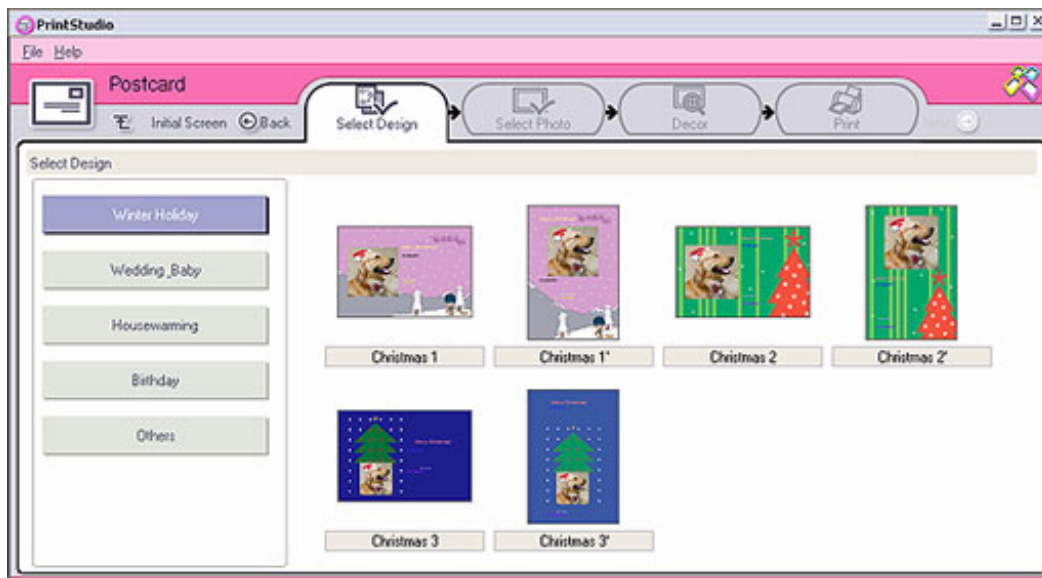 PrintStudio
File Help
Postcard
Initial Screen Back
Select Design
Select Photo
Decor
Print
Select Design
Winter Holiday
Wedding_Baby
Housewarming
Birthday
Others
Christmas 1
Christmas 1'
Christmas 2
Christmas 2'
Christmas 3
Christmas 3'